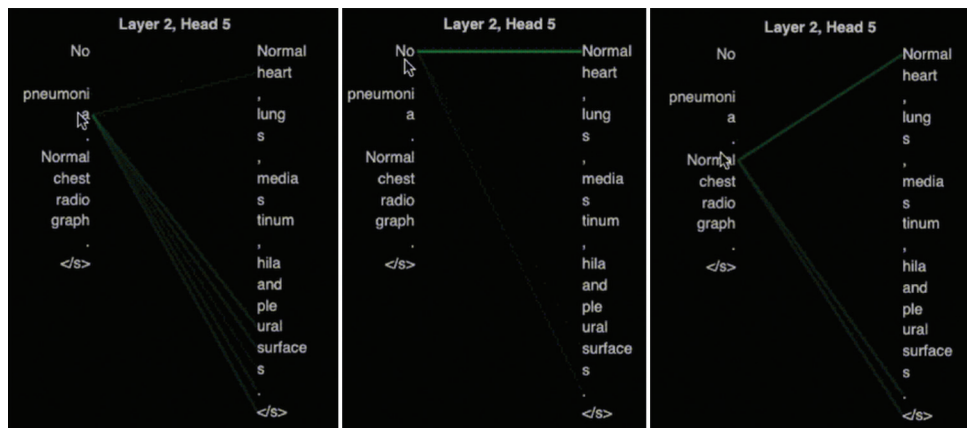 Layer 2, Head 5
No
pneumoni
a
.
Normal
chest
radio
graph
.
</s>
Normal
heart
,
lung
s
,
media
s
tinum
,
hila
and
ple
ural
surface
s
.
</s>
Layer 2, Head 5
No
pneumoni
a
.
Normal
chest
radio
graph
.
</s>
Normal
heart
,
lung
s
,
media
s
tinum
,
hila
and
ple
ural
surface
s
.
</s>
Layer 2, Head 5
No
pneumoni
a
.
Normal
chest
radio
graph
.
</s>
Normal
heart
,
lung
s
,
media
s
tinum
,
hila
and
ple
ural
surface
s
.
</s>